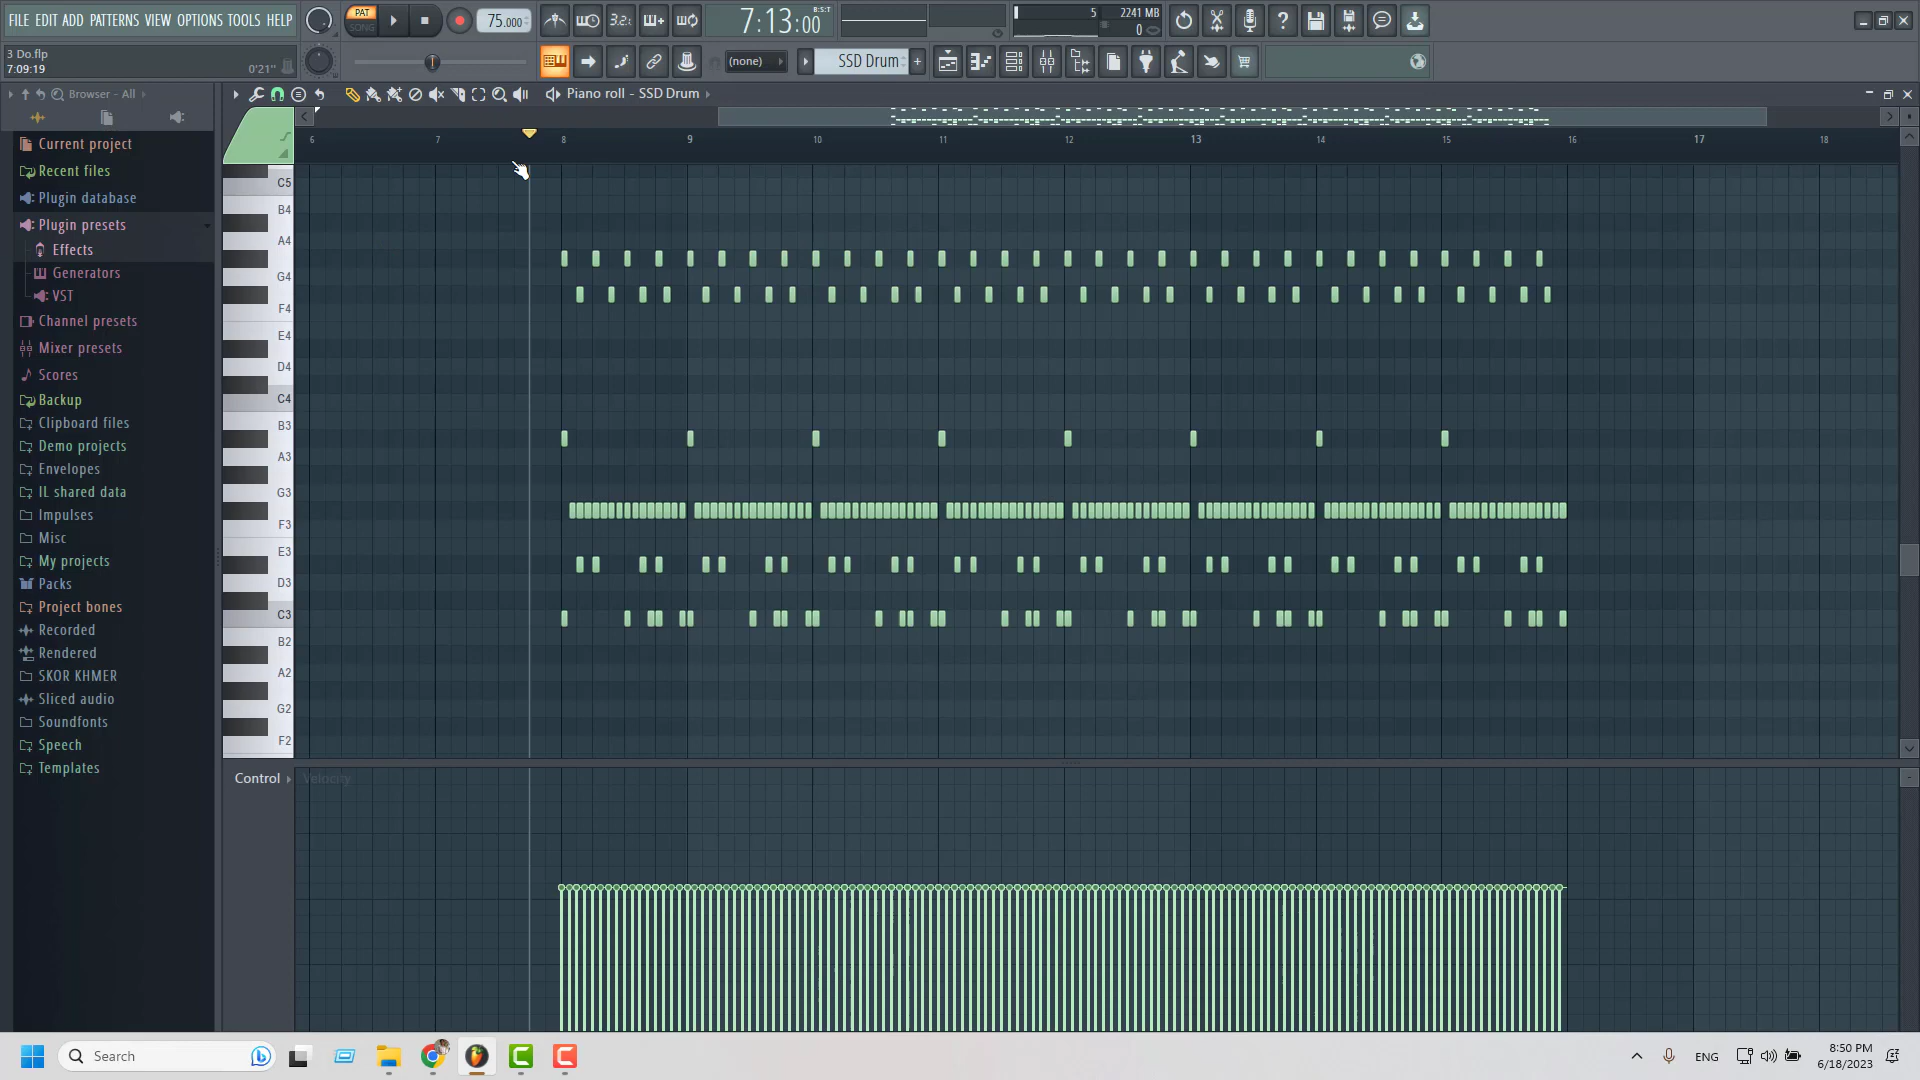 FILE EDIT ADD PATTERNS VIEW OPTIONS TOOLS HELP
PAT
SONG
75.000
3.2.
7:13:00
B:S:T
5
2241 MB
0
3 Do.flp
7:09:19
0'21"
(none)
SSD Drum
Browser - All
Piano roll - SSD Drum
Current project
Recent files
Plugin database
Plugin presets
Effects
Generators
VST
Channel presets
Mixer presets
Scores
Backup
Clipboard files
Demo projects
Envelopes
IL shared data
Impulses
Misc
My projects
Packs
Project bones
Recorded
Rendered
SKOR KHMER
Sliced audio
Soundfonts
Speech
Templates
6 7 8 9 10 11 12 13 14 15 16 17 18
C5
B4
A4
G4
F4
E4
D4
C4
B3
A3
G3
F3
E3
D3
C3
B2
A2
G2
F2
Control
Velocity
Search
ENG
8:50 PM
6/18/2023